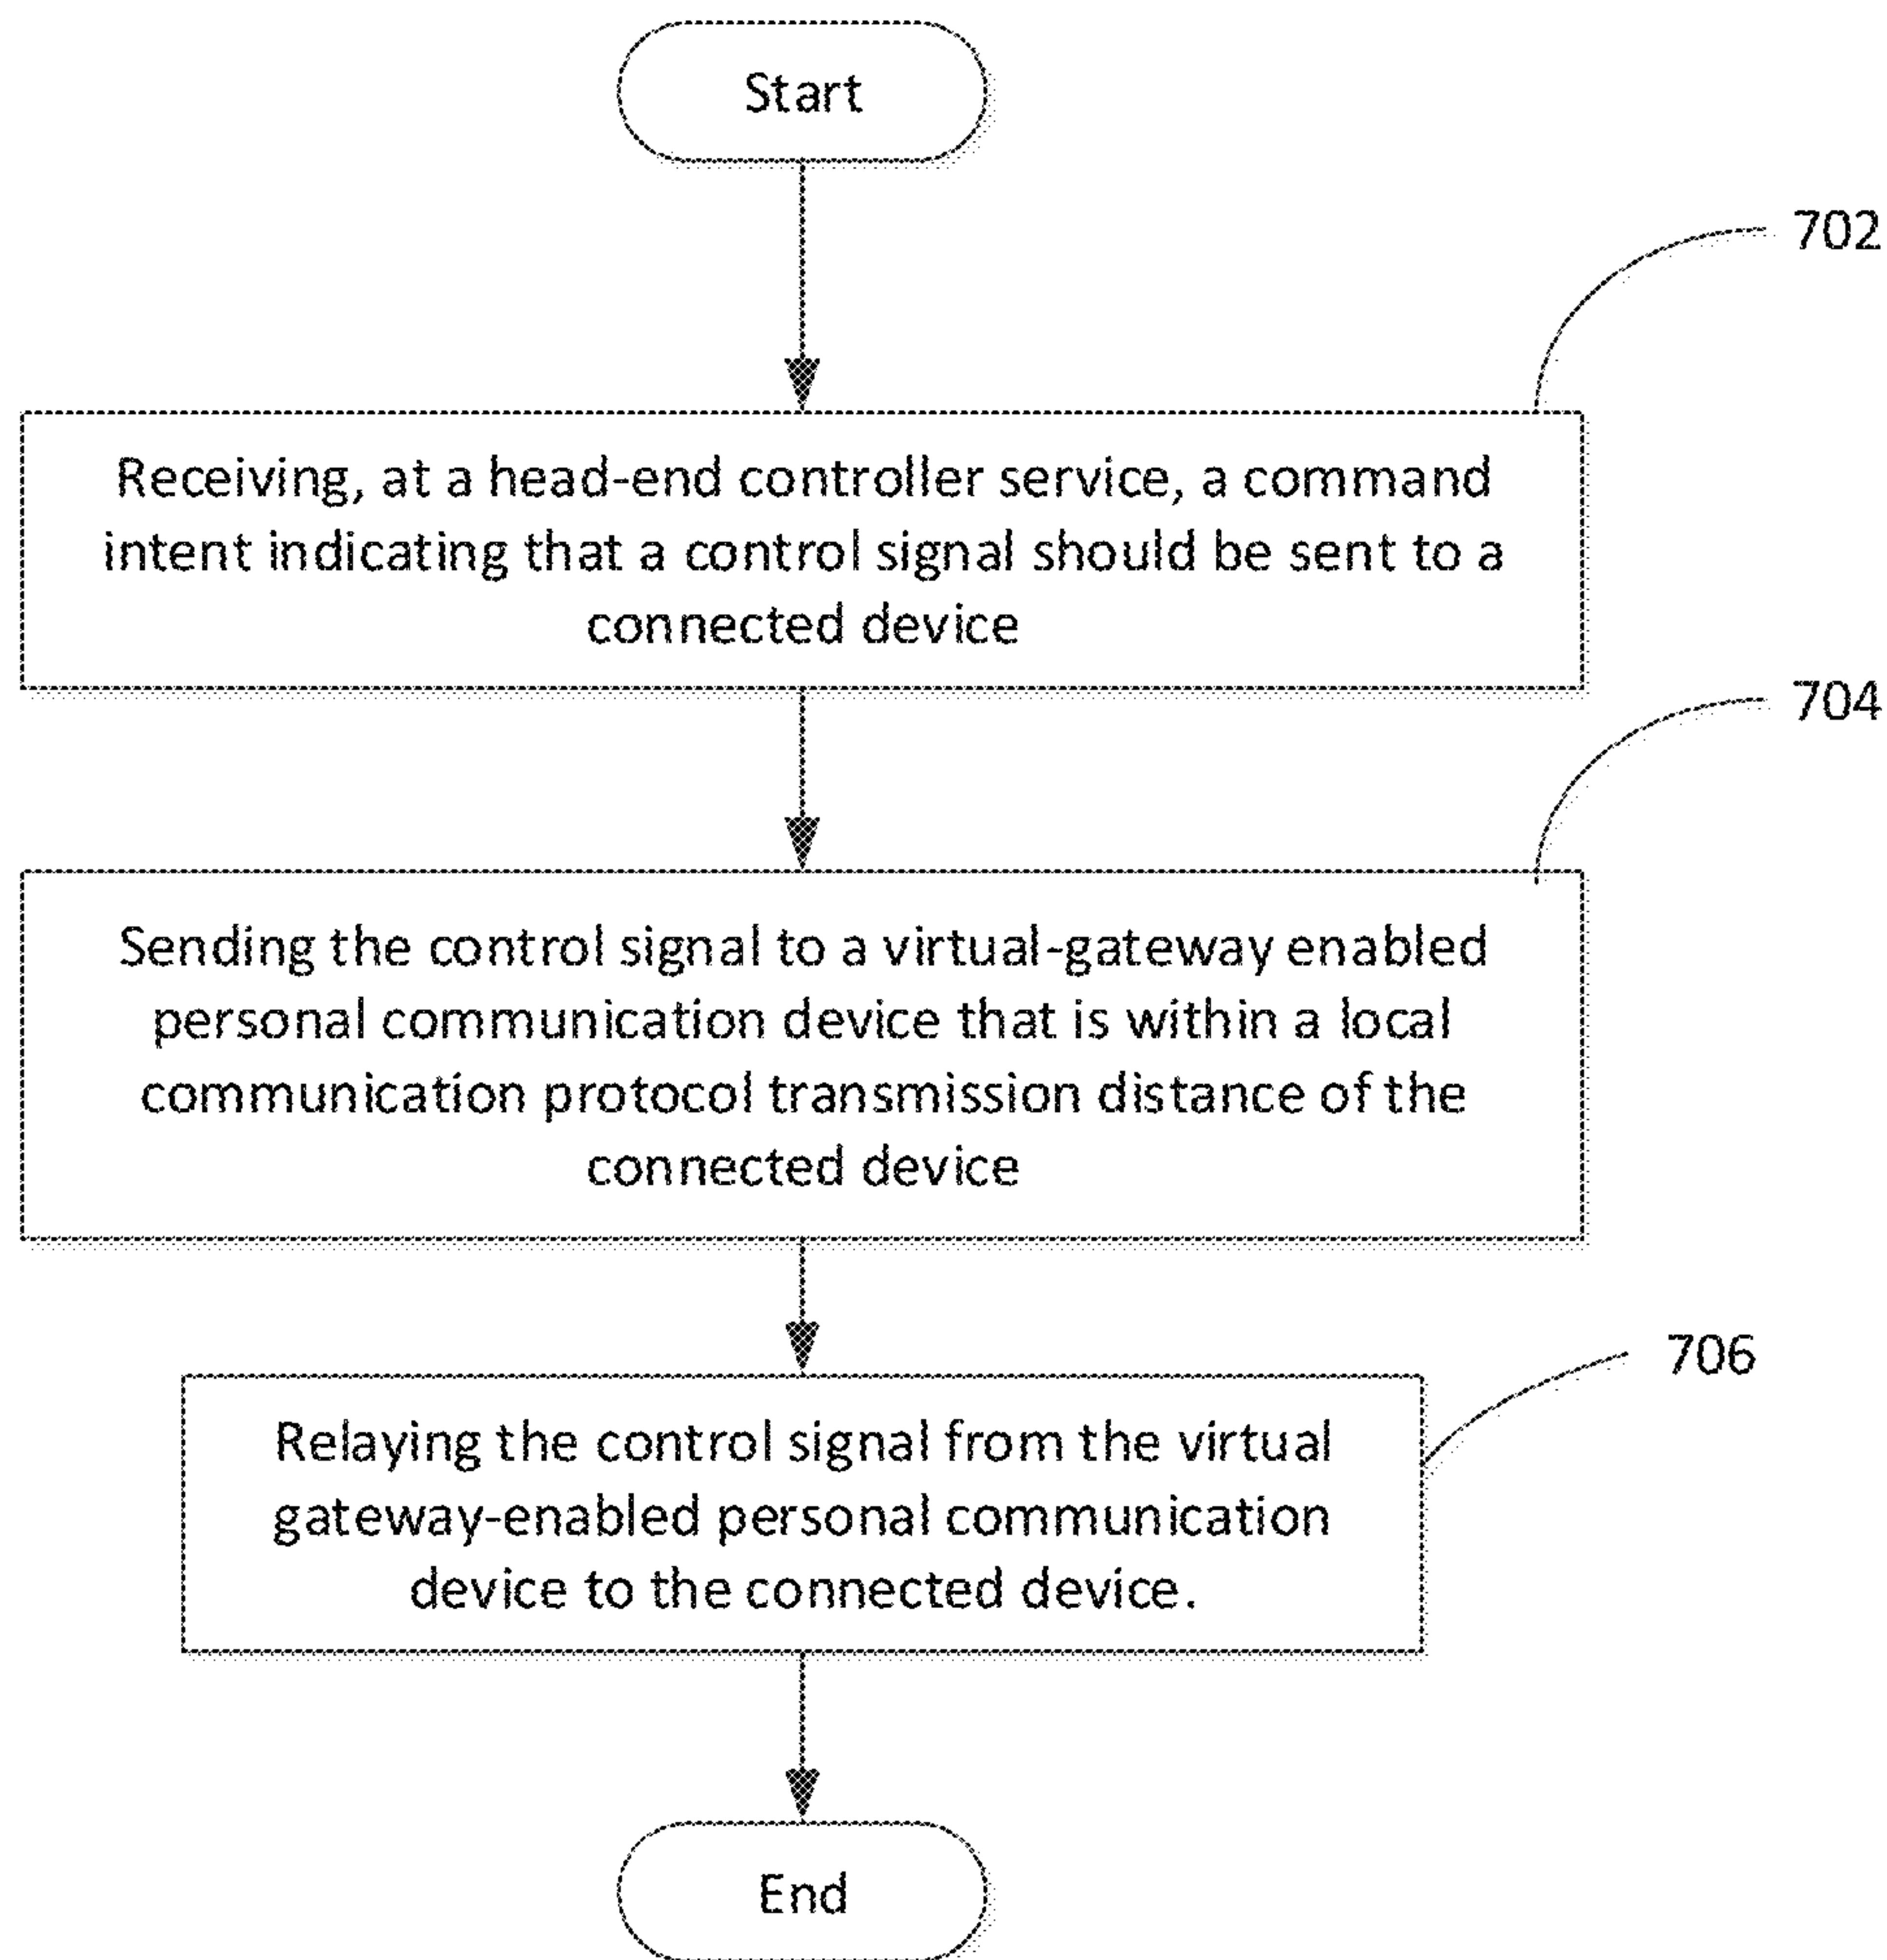 Start
702
Receiving, at a head-end controller service, a command
intent indicating that a control signal should be sent to a
connected device
704
Sending the control signal to a virtual-gateway enabled
personal communication device that is within a local
communication protocol transmission distance of the
connected device
706
Relaying the control signal from the virtual
gateway-enabled personal communication
device to the connected device.
End